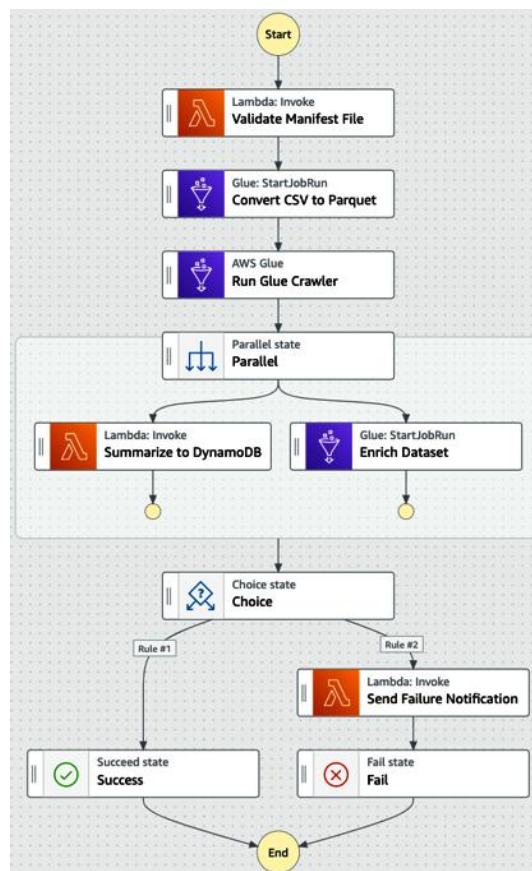 Start
Lambda: Invoke
Validate Manifest File
Glue: StartJobRun
Convert CSV to Parquet
AWS Glue
Run Glue Crawler
Parallel state
Parallel
Lambda: Invoke
Summarize to DynamoDB
Glue: StartJobRun
Enrich Dataset
Choice state
Choice
Rule #1
Rule #2
Lambda: Invoke
Send Failure Notification
Succeed state
Success
Fail state
Fail
End